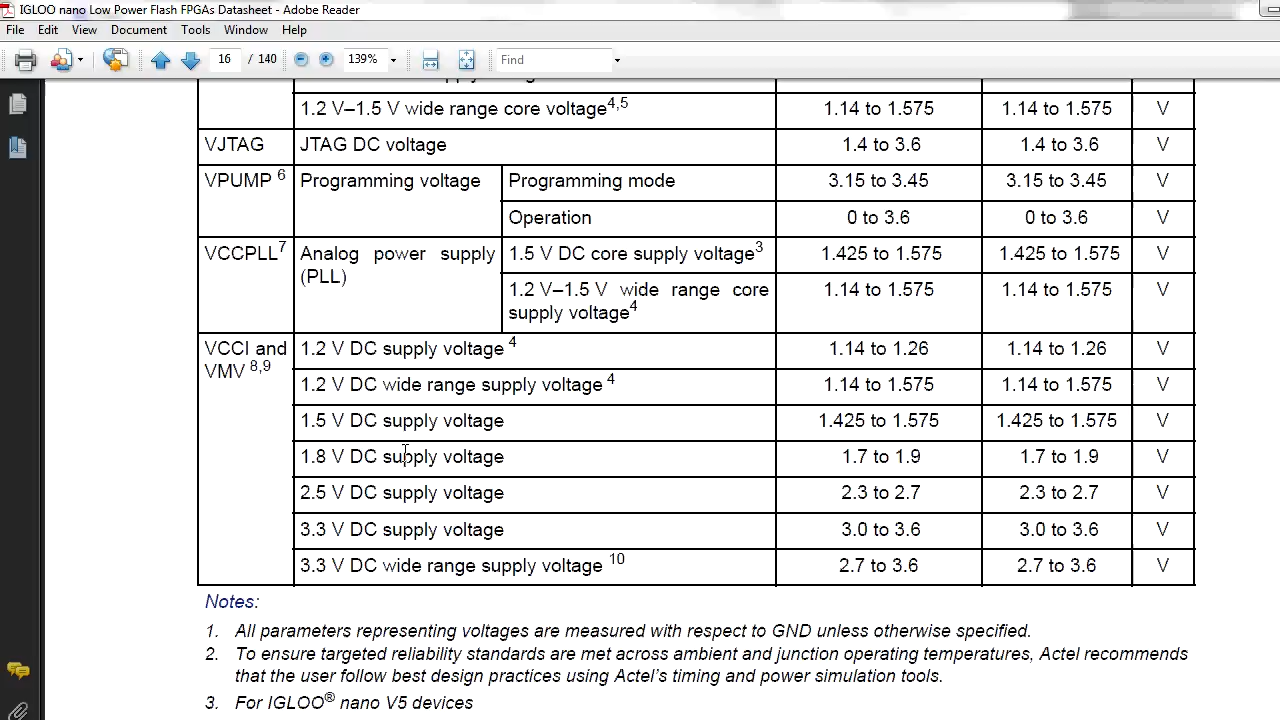 IGLOO nano Low Power Flash FPGAs Datasheet - Adobe Reader
File Edit View Document Tools Window Help
16 / 140 139% Find
1.2 V–1.5 V wide range core voltage4,5 1.14 to 1.575 1.14 to 1.575 V
VJTAG JTAG DC voltage 1.4 to 3.6 1.4 to 3.6 V
VPUMP 6 Programming voltage Programming mode 3.15 to 3.45 3.15 to 3.45 V
Operation 0 to 3.6 0 to 3.6 V
VCCPLL7 Analog power supply (PLL) 1.5 V DC core supply voltage3 1.425 to 1.575 1.425 to 1.575 V
1.2 V–1.5 V wide range core supply voltage4 1.14 to 1.575 1.14 to 1.575 V
VCCI and VMV 8,9 1.2 V DC supply voltage 4 1.14 to 1.26 1.14 to 1.26 V
1.2 V DC wide range supply voltage 4 1.14 to 1.575 1.14 to 1.575 V
1.5 V DC supply voltage 1.425 to 1.575 1.425 to 1.575 V
1.8 V DC supply voltage 1.7 to 1.9 1.7 to 1.9 V
2.5 V DC supply voltage 2.3 to 2.7 2.3 to 2.7 V
3.3 V DC supply voltage 3.0 to 3.6 3.0 to 3.6 V
3.3 V DC wide range supply voltage 10 2.7 to 3.6 2.7 to 3.6 V
Notes:
1. All parameters representing voltages are measured with respect to GND unless otherwise specified.
2. To ensure targeted reliability standards are met across ambient and junction operating temperatures, Actel recommends
that the user follow best design practices using Actel's timing and power simulation tools.
3. For IGLOO® nano V5 devices